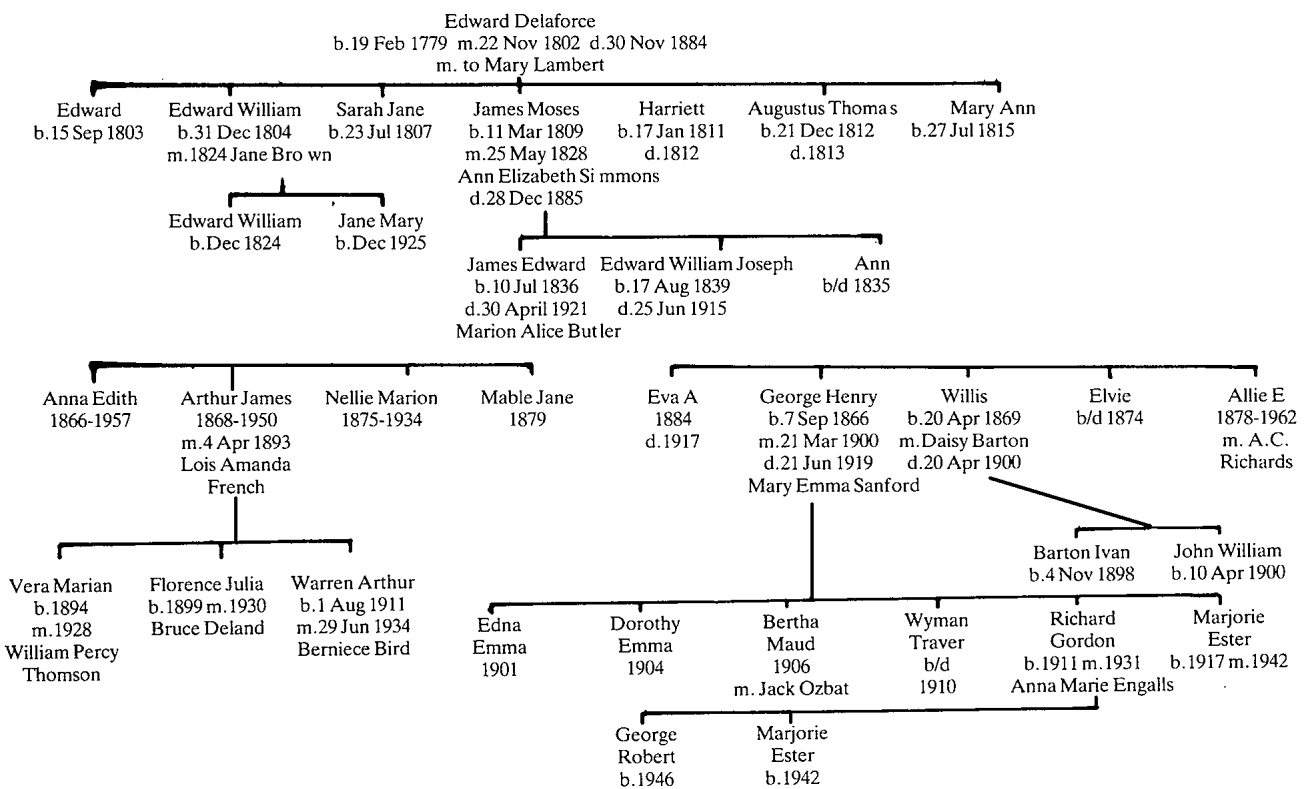 Edward Delaforce
b.19 Feb 1779 m.22 Nov 1802 d.30 Nov 1884
m. to Mary Lambert
Edward
b.15 Sep 1803
Edward William
b.31 Dec 1804
m.1824 Jane Bro wn
Sarah Jane
b.23 Jul 1807
James Moses
b.11 Mar 1809
m.25 May 1828
Ann Elizabeth Si mmons
d.28 Dec 1885
Harriett
b.17 Jan 1811
d.1812
Augustus Thomas
b.21 Dec 1812
d.1813
Mary Ann
b.27 Jul 1815
Edward William
b.Dec 1824
Jane Mary
b.Dec 1925
James Edward
b.10 Jul 1836
d.30 April 1921
Marion Alice Butler
Edward William Joseph
b.17 Aug 1839
d.25 Jun 1915
Ann
b/d 1835
Anna Edith
1866-1957
Arthur James
1868-1950
m.4 Apr 1893
Lois Amanda
French
Nellie Marion
1875-1934
Mable Jane
1879
Eva A
1884
d.1917
George Henry
b.7 Sep 1866
m.21 Mar 1900
d.21 Jun 1919
Mary Emma Sanford
Willis
b.20 Apr 1869
m.Daisy Barton
d.20 Apr 1900
Elvie
b/d 1874
Allie E
1878-1962
m. A.C.
Richards
Barton Ivan
b.4 Nov 1898
John William
b.10 Apr 1900
Vera Marian
b.1894
m.1928
William Percy
Thomson
Florence Julia
b.1899 m.1930
Bruce Deland
Warren Arthur
b.1 Aug 1911
m.29 Jun 1934
Berniece Bird
Edna
Emma
1901
Dorothy
Emma
1904
Bertha
Maud
1906
m. Jack Ozbat
Wyman
Traver
b/d
1910
Richard
Gordon
b.1911 m.1931
Anna Marie Engalls
Marjorie
Ester
b.1917 m.1942
George
Robert
b.1946
Marjorie
Ester
b.1942